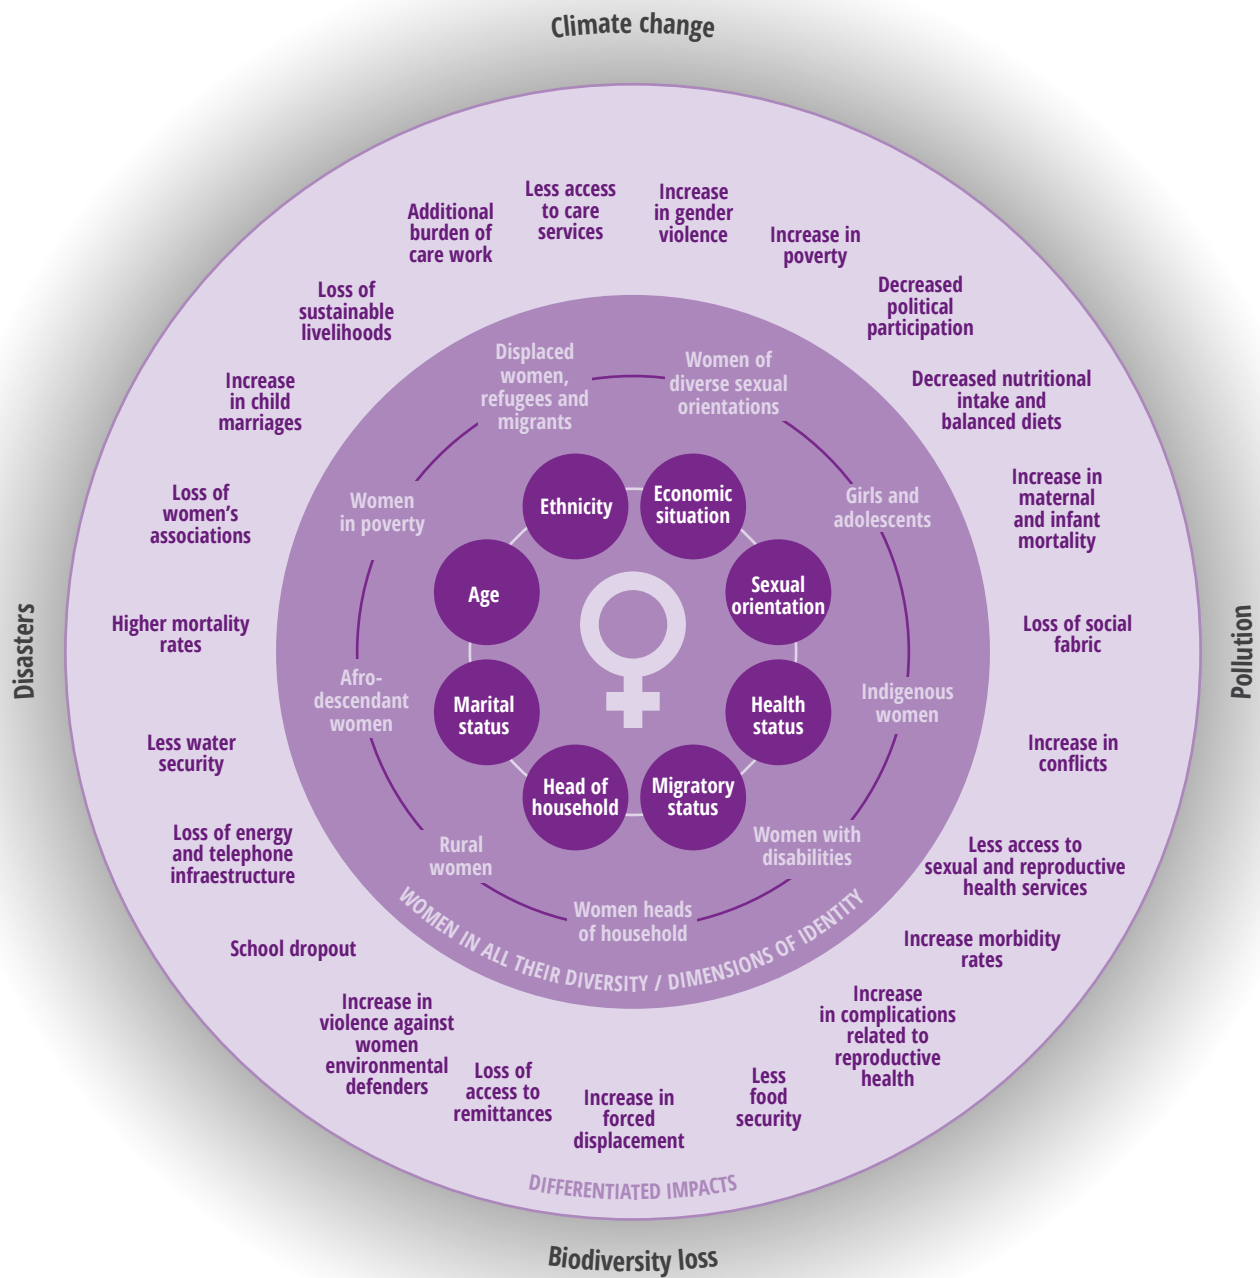 Climate change
Less access
to care
services
Increase
in gender
violence
Additional
burden of
care work
Increase in
poverty
Loss of
sustainable
livelihoods
Decreased
political
participation
Increase
in child
marriages
Decreased nutritional
intake and
balanced diets
Loss of
women's
associations
Increase in
maternal
and infant
mortality
Higher mortality
rates
Loss of social
fabric
Less water
security
Increase in
conflicts
Loss of energy
and telephone
infraestructure
Less access to
sexual and reproductive
health services
School dropout
Increase morbidity
rates
Increase in
violence against
women
environmental
defenders
Increase
in complications
related to
reproductive
health
Loss of
access to
remittances
Increase in
forced
displacement
Less
food
security
DIFFERENTIATED IMPACTS
Displaced
women,
refugees and
migrants
Women of
diverse sexual
orientations
Women
in poverty
Girls and
adolescents
Afro-
descendant
women
Indigenous
women
Rural
women
Women with
disabilities
Women heads
of household
WOMEN IN ALL THEIR DIVERSITY / DIMENSIONS OF IDENTITY
Ethnicity
Economic
situation
Age
Sexual
orientation
Marital
status
Health
status
Head of
household
Migratory
status
Disasters
Pollution
Biodiversity loss